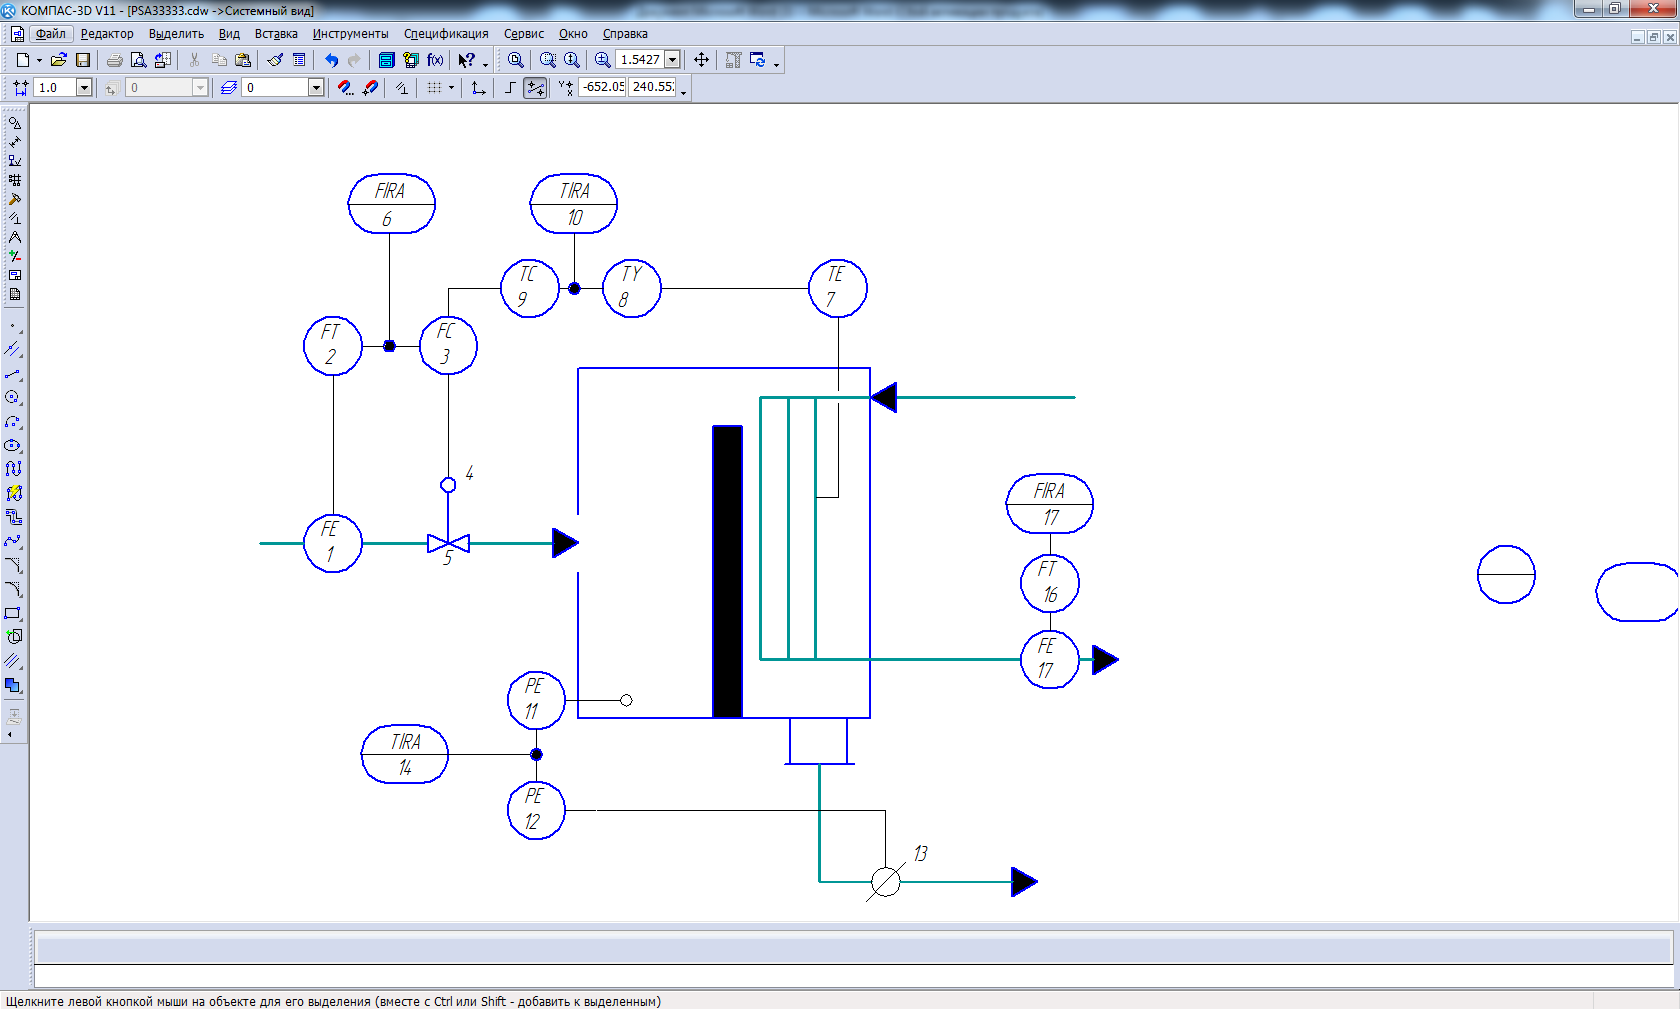 КОМПАС-3D V11 - [PSA33333.cdw ->Системный вид]
Файл Редактор Выделить Вид Вставка Инструменты Спецификация Сервис Окно Справка
f(x) 1.5427
1.0 0 0 -652.05 240.55
FIRA
6
TIRA
10
TC
9
TY
8
TE
7
FT
2
FC
3
4
FE
1
5
FIRA
17
FT
16
FE
17
PE
11
TIRA
14
PE
12
13
Щелкните левой кнопкой мыши на объекте для его выделения (вместе с Ctrl или Shift - добавить к выделенным)